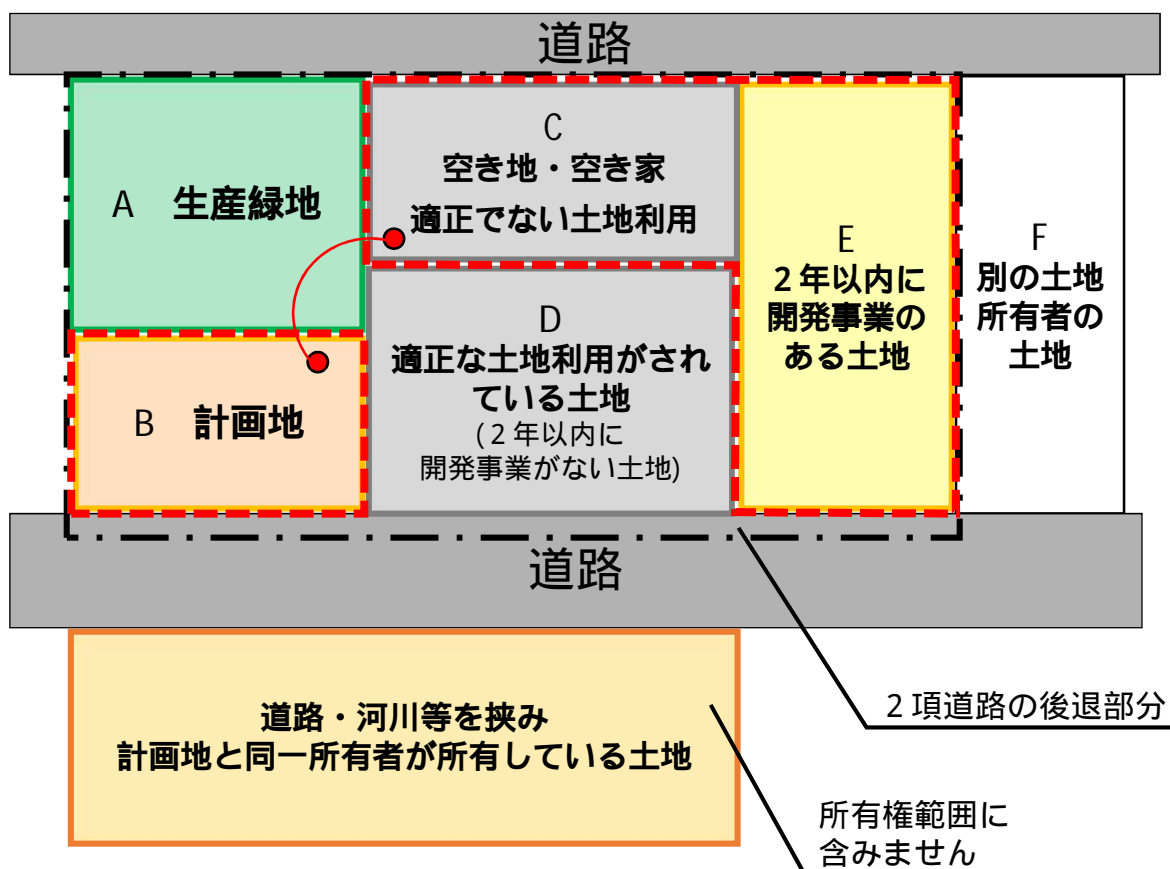 道路
A 生産緑地
C
空き地・空き家
適正でない土地利用
E
2年以内に
開発事業の
ある土地
F
別の土地
所有者の
土地
B 計画地
D
適正な土地利用がされ
ている土地
(2年以内に
開発事業がない土地)
道路
2項道路の後退部分
道路・河川等を挟み
計画地と同一所有者が所有している土地
所有権範囲に
含みません